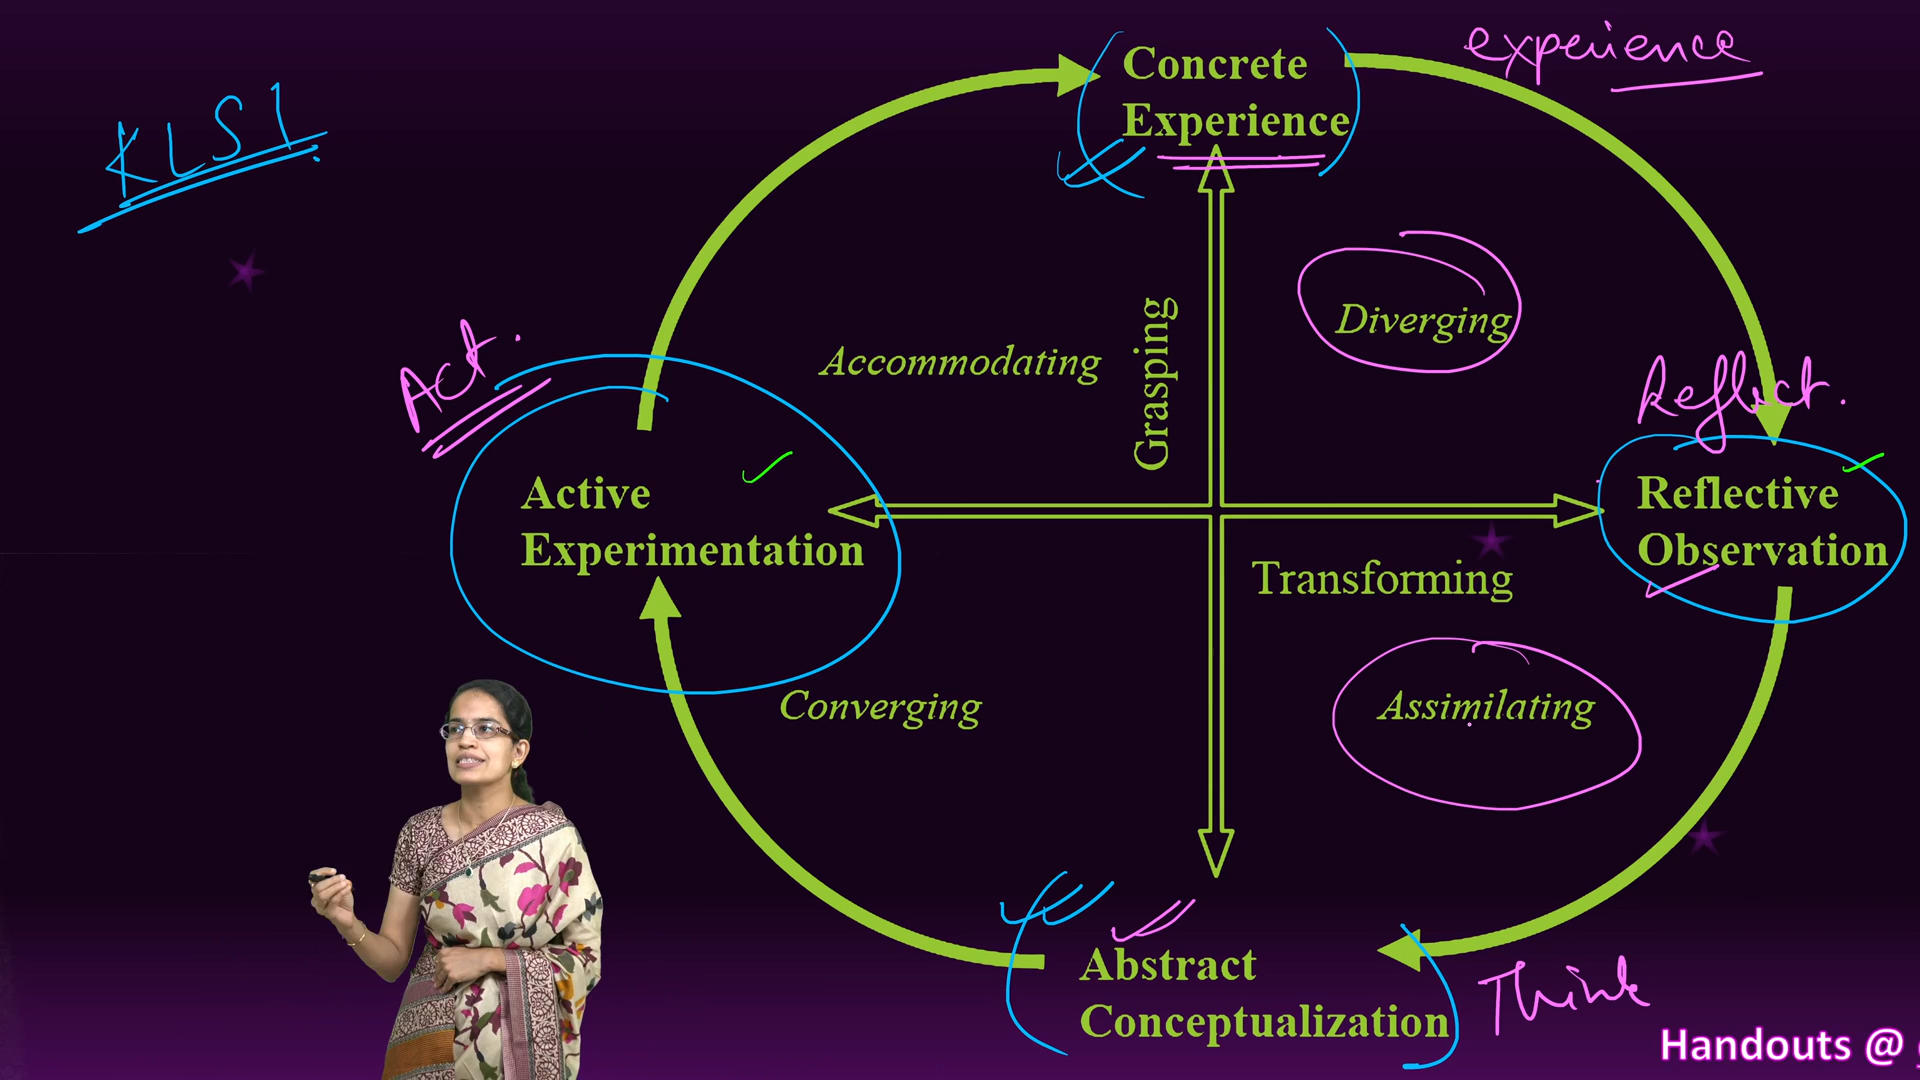 Concrete
Experience
experience
KLSI
Diverging
Grasping
Accommodating
Act.
Reflect.
Active
Experimentation
Reflective
Observation
Transforming
Converging
Assimilating
Abstract
Conceptualization
Think
Handouts @